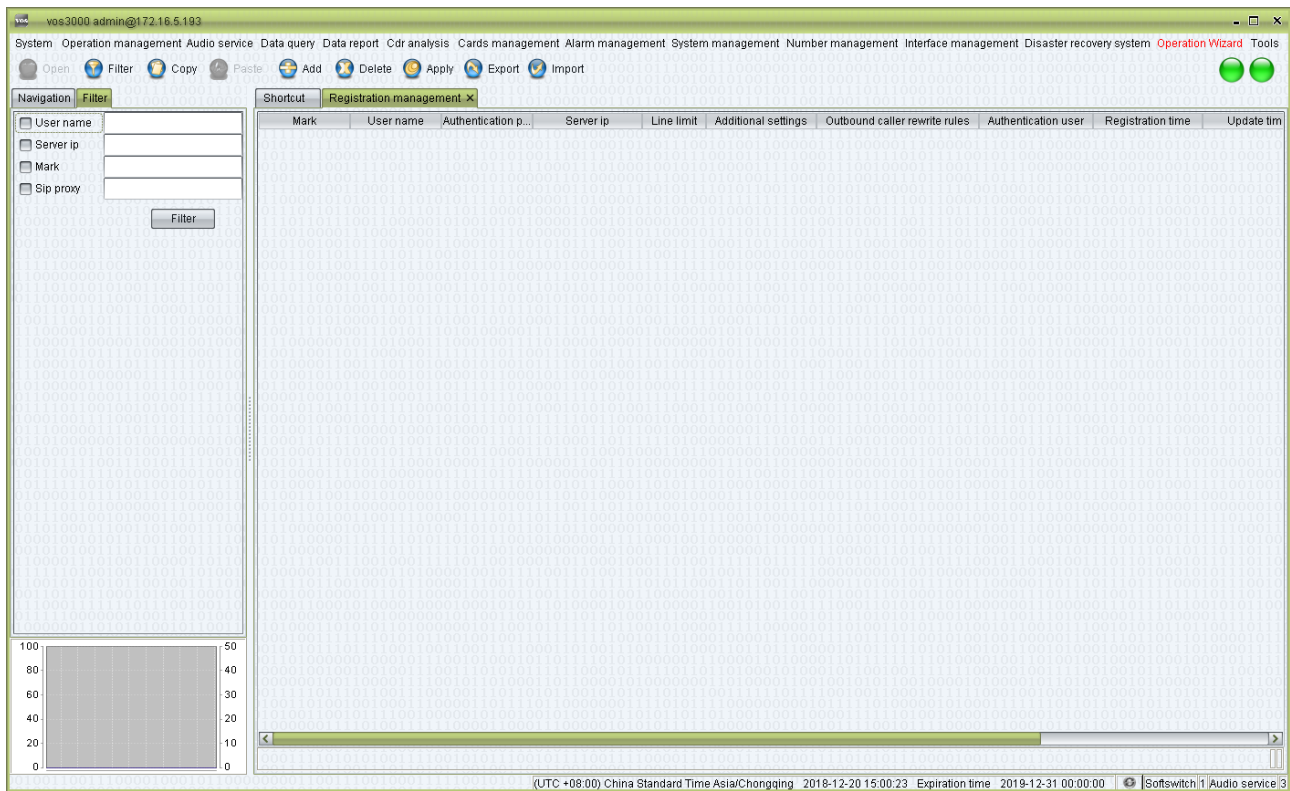 vos vos3000 admin@172.16.5.193
System Operation management Audio service Data query Data report Cdr analysis Cards management Alarm management System management Number management Interface management Disaster recovery system Operation Wizard Tools
Open Filter Copy Paste Add Delete Apply Export Import
Navigation Filter
Shortcut Registration management
User name
Server ip
Mark
Sip proxy
Filter
Mark User name Authentication p... Server ip Line limit Additional settings Outbound caller rewrite rules Authentication user Registration time Update tim
100 50
80 40
60 30
40 20
20 10
0 0
(UTC +08:00) China Standard Time Asia/Chongqing 2018-12-20 15:00:23 Expiration time 2019-12-31 00:00:00 Softswitch 1 Audio service 3